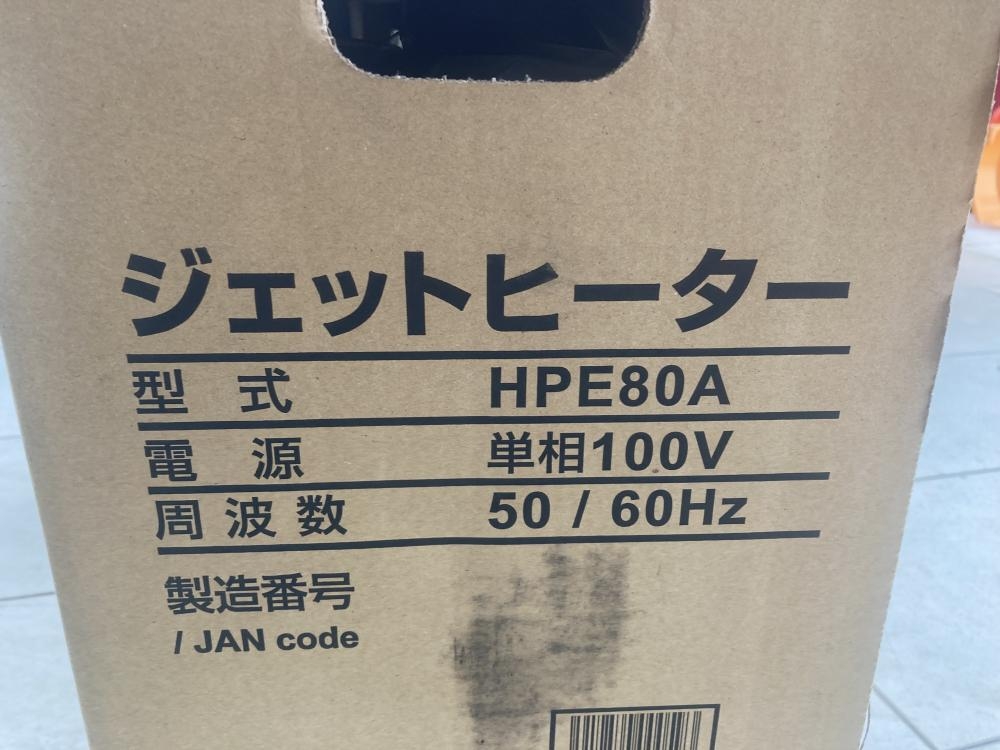 ジェットヒーター
型式 HPE80A
電源 単相100V
周波数 50 / 60Hz
製造番号
/ JAN code